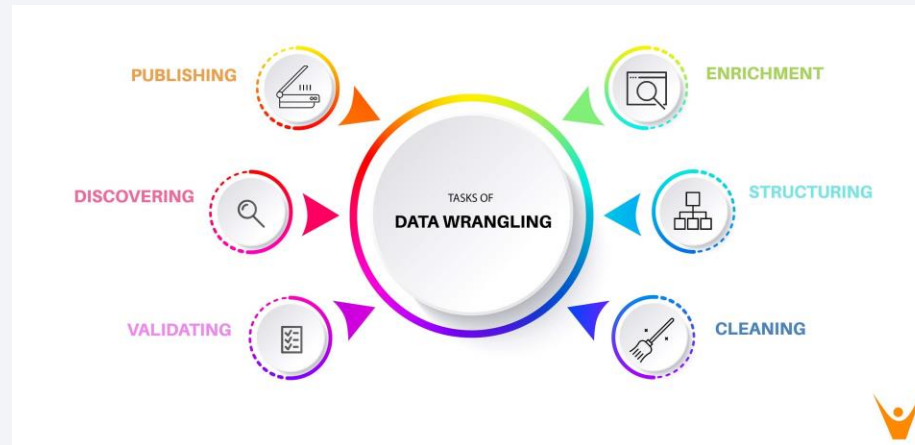 PUBLISHING
ENRICHMENT
DISCOVERING
TASKS OF
DATA WRANGLING
STRUCTURING
VALIDATING
CLEANING